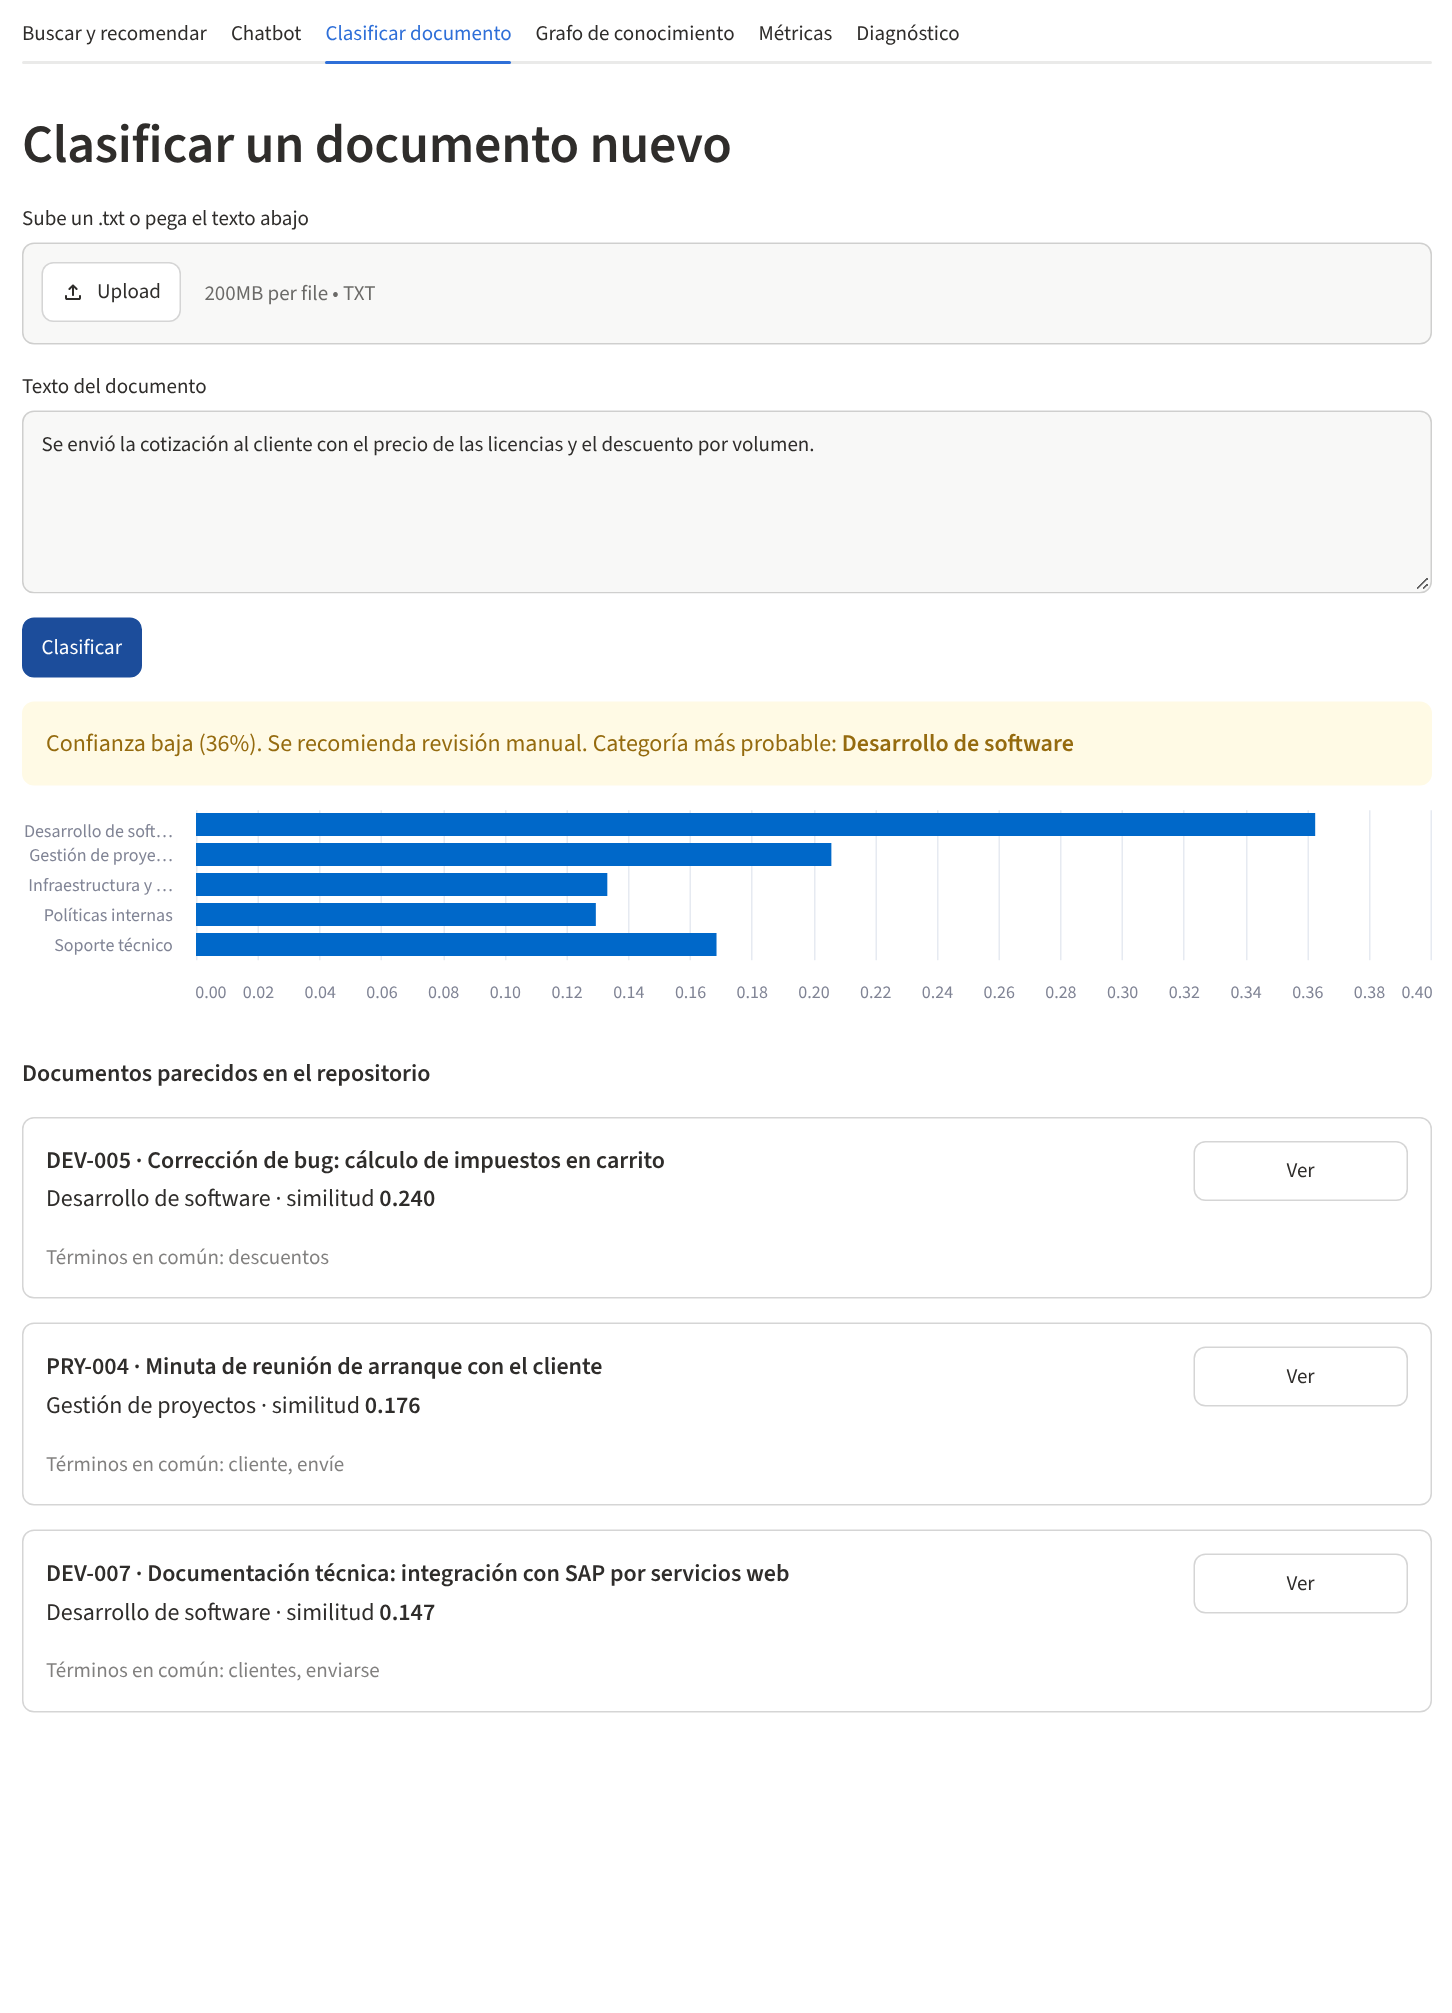 Buscar y recomendar Chatbot Clasificar documento Grafo de conocimiento Métricas Diagnóstico
Clasificar un documento nuevo
Sube un .txt o pega el texto abajo
Upload 200MB per file • TXT
Texto del documento
Se envió la cotización al cliente con el precio de las licencias y el descuento por volumen.
Clasificar
Confianza baja (36%). Se recomienda revisión manual. Categoría más probable: Desarrollo de software
Desarrollo de soft…
Gestión de proye…
Infraestructura y …
Políticas internas
Soporte técnico
0.00 0.02 0.04 0.06 0.08 0.10 0.12 0.14 0.16 0.18 0.20 0.22 0.24 0.26 0.28 0.30 0.32 0.34 0.36 0.38 0.40
Documentos parecidos en el repositorio
DEV-005 · Corrección de bug: cálculo de impuestos en carrito
Ver
Desarrollo de software · similitud 0.240
Términos en común: descuentos
PRY-004 · Minuta de reunión de arranque con el cliente
Ver
Gestión de proyectos · similitud 0.176
Términos en común: cliente, envíe
DEV-007 · Documentación técnica: integración con SAP por servicios web
Ver
Desarrollo de software · similitud 0.147
Términos en común: clientes, enviarse